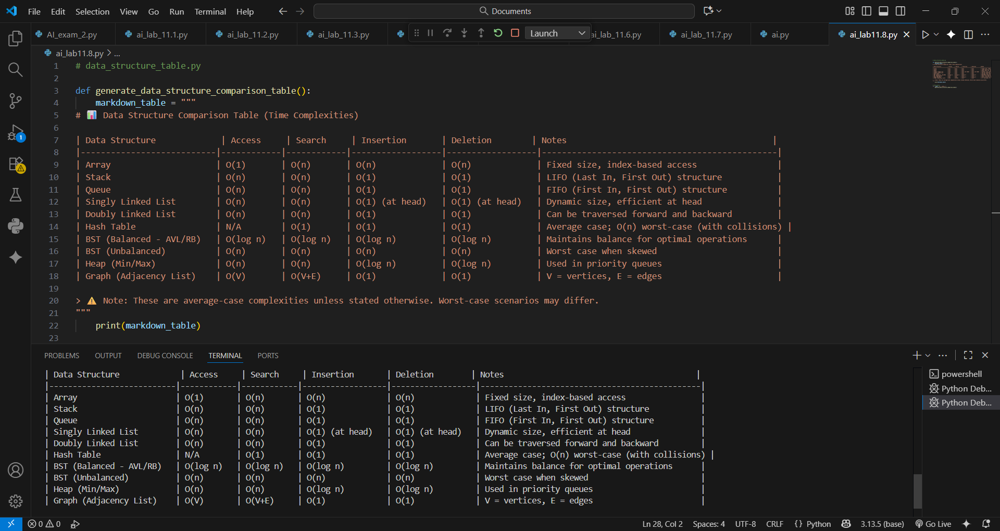 File Edit Selection View Go Run Terminal Help Documents
AI_exam_2.py ai_lab_11.1.py ai_lab_11.2.py ai_lab_11.3.py Launch ai_lab_11.6.py ai_lab_11.7.py ai.py ai_lab11.8.py
ai_lab11.8.py > ...
1 # data_structure_table.py
2
3 def generate_data_structure_comparison_table():
4 markdown_table = """
5 # 📊 Data Structure Comparison Table (Time Complexities)
6
7 | Data Structure | Access | Search | Insertion | Deletion | Notes |
8 |---------------------------|------------|------------|------------------|------------------|-----------------------------------------------|
9 | Array | O(1) | O(n) | O(n) | O(n) | Fixed size, index-based access |
10 | Stack | O(n) | O(n) | O(1) | O(1) | LIFO (Last In, First Out) structure |
11 | Queue | O(n) | O(n) | O(1) | O(1) | FIFO (First In, First Out) structure |
12 | Singly Linked List | O(n) | O(n) | O(1) (at head) | O(1) (at head) | Dynamic size, efficient at head |
13 | Doubly Linked List | O(n) | O(n) | O(1) | O(1) | Can be traversed forward and backward |
14 | Hash Table | N/A | O(1) | O(1) | O(1) | Average case; O(n) worst-case (with collisions) |
15 | BST (Balanced - AVL/RB) | O(log n) | O(log n) | O(log n) | O(log n) | Maintains balance for optimal operations |
16 | BST (Unbalanced) | O(n) | O(n) | O(n) | O(n) | Worst case when skewed |
17 | Heap (Min/Max) | O(n) | O(n) | O(log n) | O(log n) | Used in priority queues |
18 | Graph (Adjacency List) | O(V) | O(V+E) | O(1) | O(1) | V = vertices, E = edges |
19
20 > ⚠️ Note: These are average-case complexities unless stated otherwise. Worst-case scenarios may differ.
21 """
22 print(markdown_table)
23
PROBLEMS OUTPUT DEBUG CONSOLE TERMINAL PORTS
| Data Structure | Access | Search | Insertion | Deletion | Notes |
|---------------------------|------------|------------|------------------|------------------|-----------------------------------------------|
| Array | O(1) | O(n) | O(n) | O(n) | Fixed size, index-based access |
| Stack | O(n) | O(n) | O(1) | O(1) | LIFO (Last In, First Out) structure |
| Queue | O(n) | O(n) | O(1) | O(1) | FIFO (First In, First Out) structure |
| Singly Linked List | O(n) | O(n) | O(1) (at head) | O(1) (at head) | Dynamic size, efficient at head |
| Doubly Linked List | O(n) | O(n) | O(1) | O(1) | Can be traversed forward and backward |
| Hash Table | N/A | O(1) | O(1) | O(1) | Average case; O(n) worst-case (with collisions) |
| BST (Balanced - AVL/RB) | O(log n) | O(log n) | O(log n) | O(log n) | Maintains balance for optimal operations |
| BST (Unbalanced) | O(n) | O(n) | O(n) | O(n) | Worst case when skewed |
| Heap (Min/Max) | O(n) | O(n) | O(log n) | O(log n) | Used in priority queues |
| Graph (Adjacency List) | O(V) | O(V+E) | O(1) | O(1) | V = vertices, E = edges |
powershell
Python Deb...
Python Deb...
1
0 0 Ln 28, Col 2 Spaces: 4 UTF-8 CRLF {} Python 3.13.5 (base) Go Live